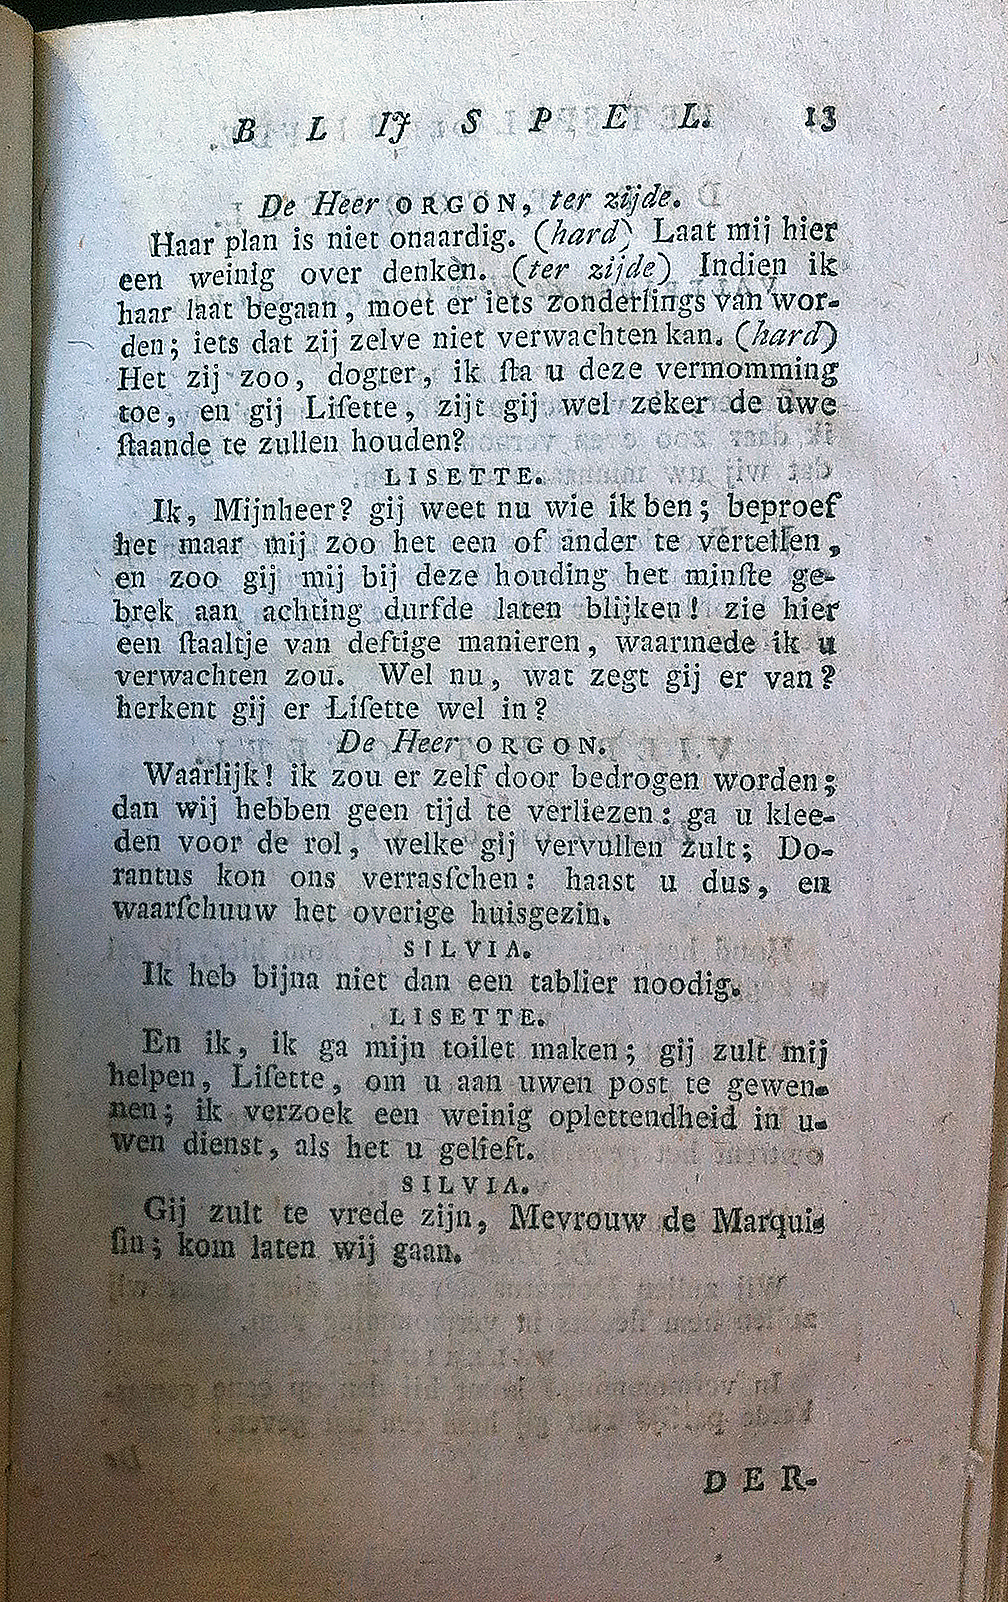 B L IJ S P E L. 13
De Heer ORGON, ter zijde.
Haar plan is niet onaardig. (hard) Laat mij hier
een weinig over denken. (ter zijde) Indien ik
haar laat begaan, moet er iets zonderlings van wor-
den; iets dat zij zelve niet verwachten kan. (hard)
Het zij zoo, dogter, ik ſta u deze vermomming
toe, en gij Liſette, zijt gij wel zeker de uwe
ſtaande te zullen houden?
LISETTE.
Ik, Mijnheer? gij weet nu wie ik ben; beproef
het maar mij zoo het een of ander te vertellen,
en zoo gij mij bij deze houding het minſte ge-
brek aan achting durfde laten blijken! zie hier
een ſtaaltje van deftige manieren, waarmede ik u
verwachten zou. Wel nu, wat zegt gij er van?
herkent gij er Liſette wel in?
De Heer ORGON.
Waarlijk! ik zou er zelf door bedrogen worden;
dan wij hebben geen tijd te verliezen: ga u klee-
den voor de rol, welke gij vervullen zult; Do-
rantus kon ons verrasſchen: haast u dus, en
waarſchuuw het overige huisgezin.
SILVIA.
Ik heb bijna niet dan een tablier noodig.
LISETTE.
En ik, ik ga mijn toilet maken; gij zult mij
helpen, Liſette, om u aan uwen post te gewen-
nen; ik verzoek een weinig oplettendheid in u-
wen dienst, als het u gelieft.
SILVIA.
Gij zult te vrede zijn, Mevrouw de Marqui-
ſin; kom laten wij gaan.
DER-